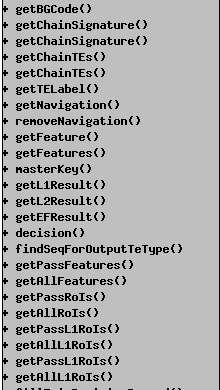 + getBGCode()
+ getChainSignature()
+ getChainSignature()
+ getChainTEs()
+ getChainTEs()
+ getTELabel()
+ getNavigation()
+ removeNavigation()
+ getFeature()
+ getFeatures()
+ masterKey()
+ getL1Result()
+ getL2Result()
+ getEFResult()
+ decision()
+ findSeqForOutputTeType()
+ getPassFeatures()
+ getAllFeatures()
+ getPassRoIs()
+ getAllRoIs()
+ getPassL1RoIs()
+ getAllL1RoIs()
+ getPassL1RoIs()
+ getAllL1RoIs()